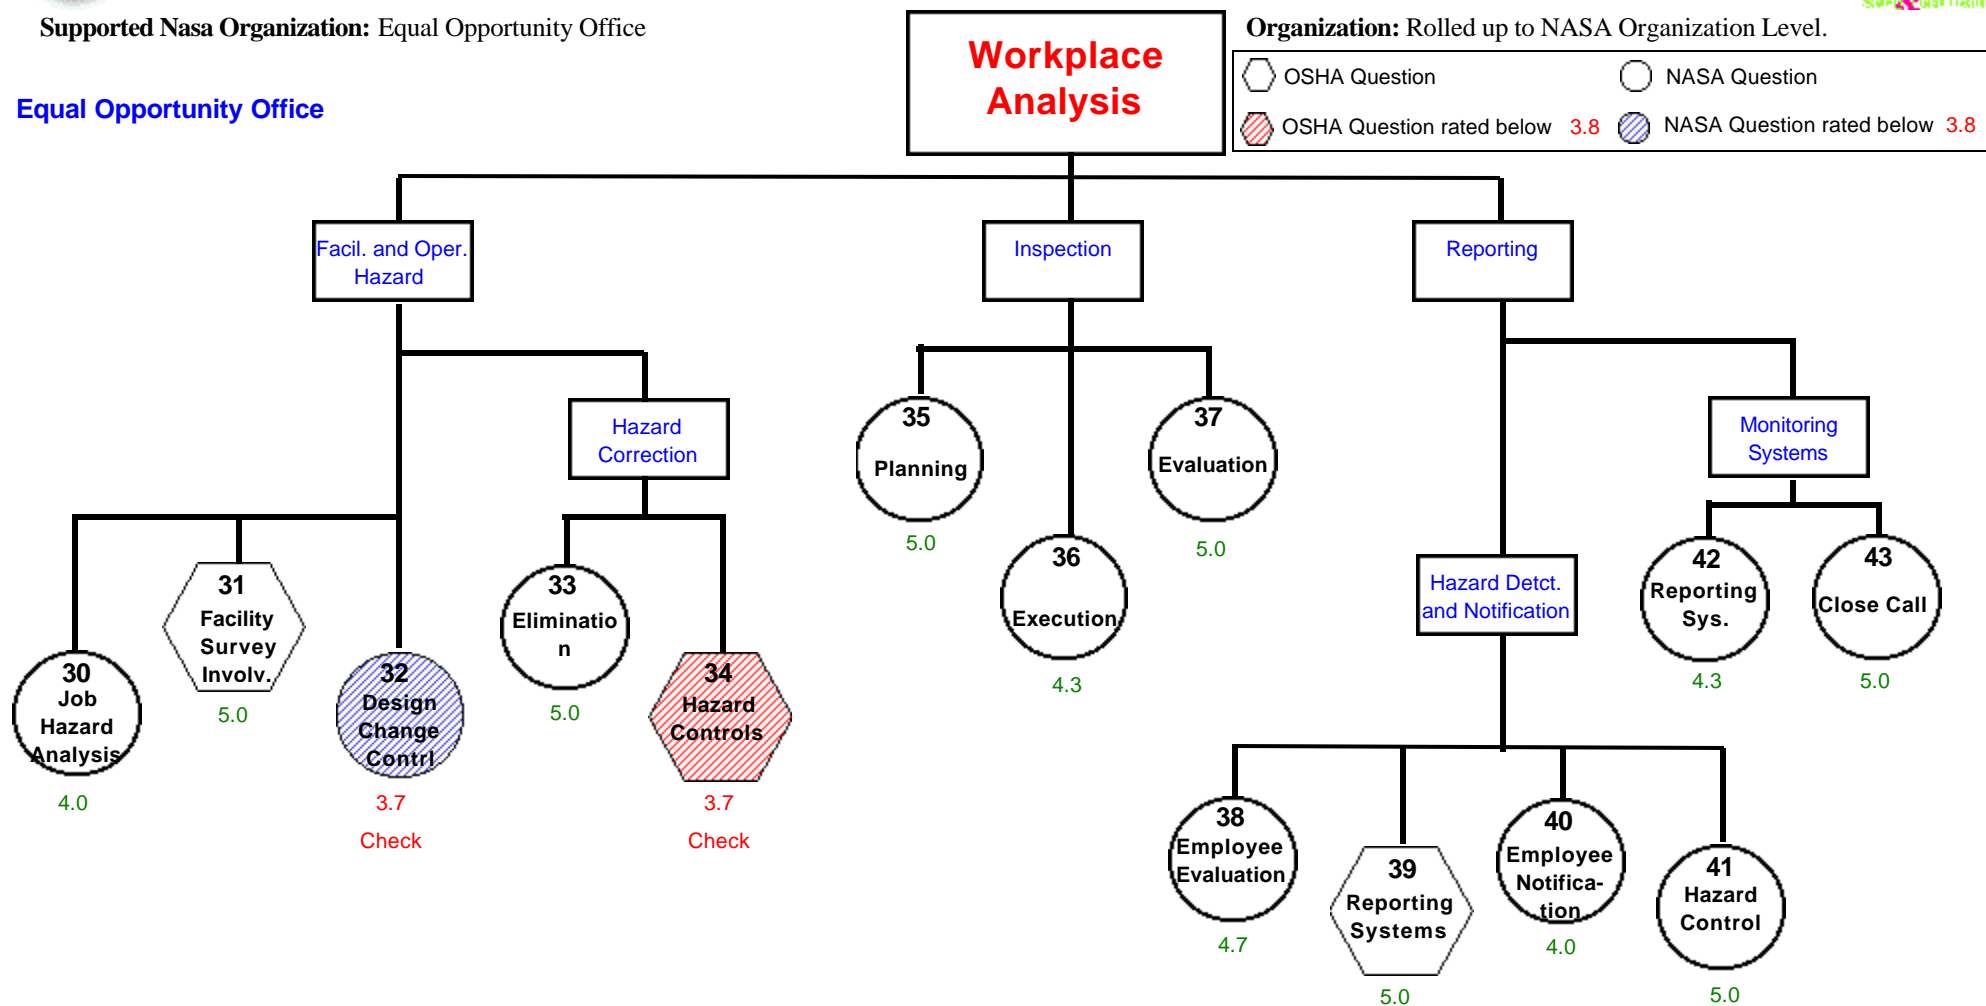 Supported Nasa Organization: Equal Opportunity Office
Organization: Rolled up to NASA Organization Level.
Workplace
Analysis
OSHA Question
NASA Question
OSHA Question rated below 3.8
NASA Question rated below 3.8
Equal Opportunity Office
Facil. and Oper.
Hazard
Inspection
Reporting
Hazard
Correction
Monitoring
Systems
Hazard Detct.
and Notification
30
Job
Hazard
Analysis
4.0
31
Facility
Survey
Involv.
5.0
32
Design
Change
Contrl
3.7
Check
33
Eliminatio
n
5.0
34
Hazard
Controls
3.7
Check
35
Planning
5.0
36
Execution
4.3
37
Evaluation
5.0
38
Employee
Evaluation
4.7
39
Reporting
Systems
5.0
40
Employee
Notifica-
tion
4.0
41
Hazard
Control
5.0
42
Reporting
Sys.
4.3
43
Close Call
5.0